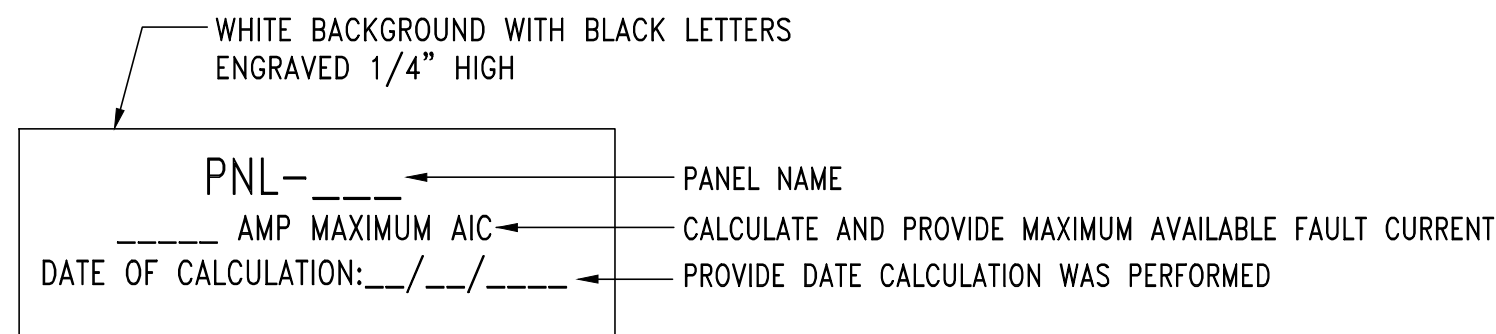 WHITE BACKGROUND WITH BLACK LETTERS
ENGRAVED 1/4” HIGH
PNL-___
PANEL NAME
_____ AMP MAXIMUM AIC
CALCULATE AND PROVIDE MAXIMUM AVAILABLE FAULT CURRENT
DATE OF CALCULATION:__/__/____
PROVIDE DATE CALCULATION WAS PERFORMED